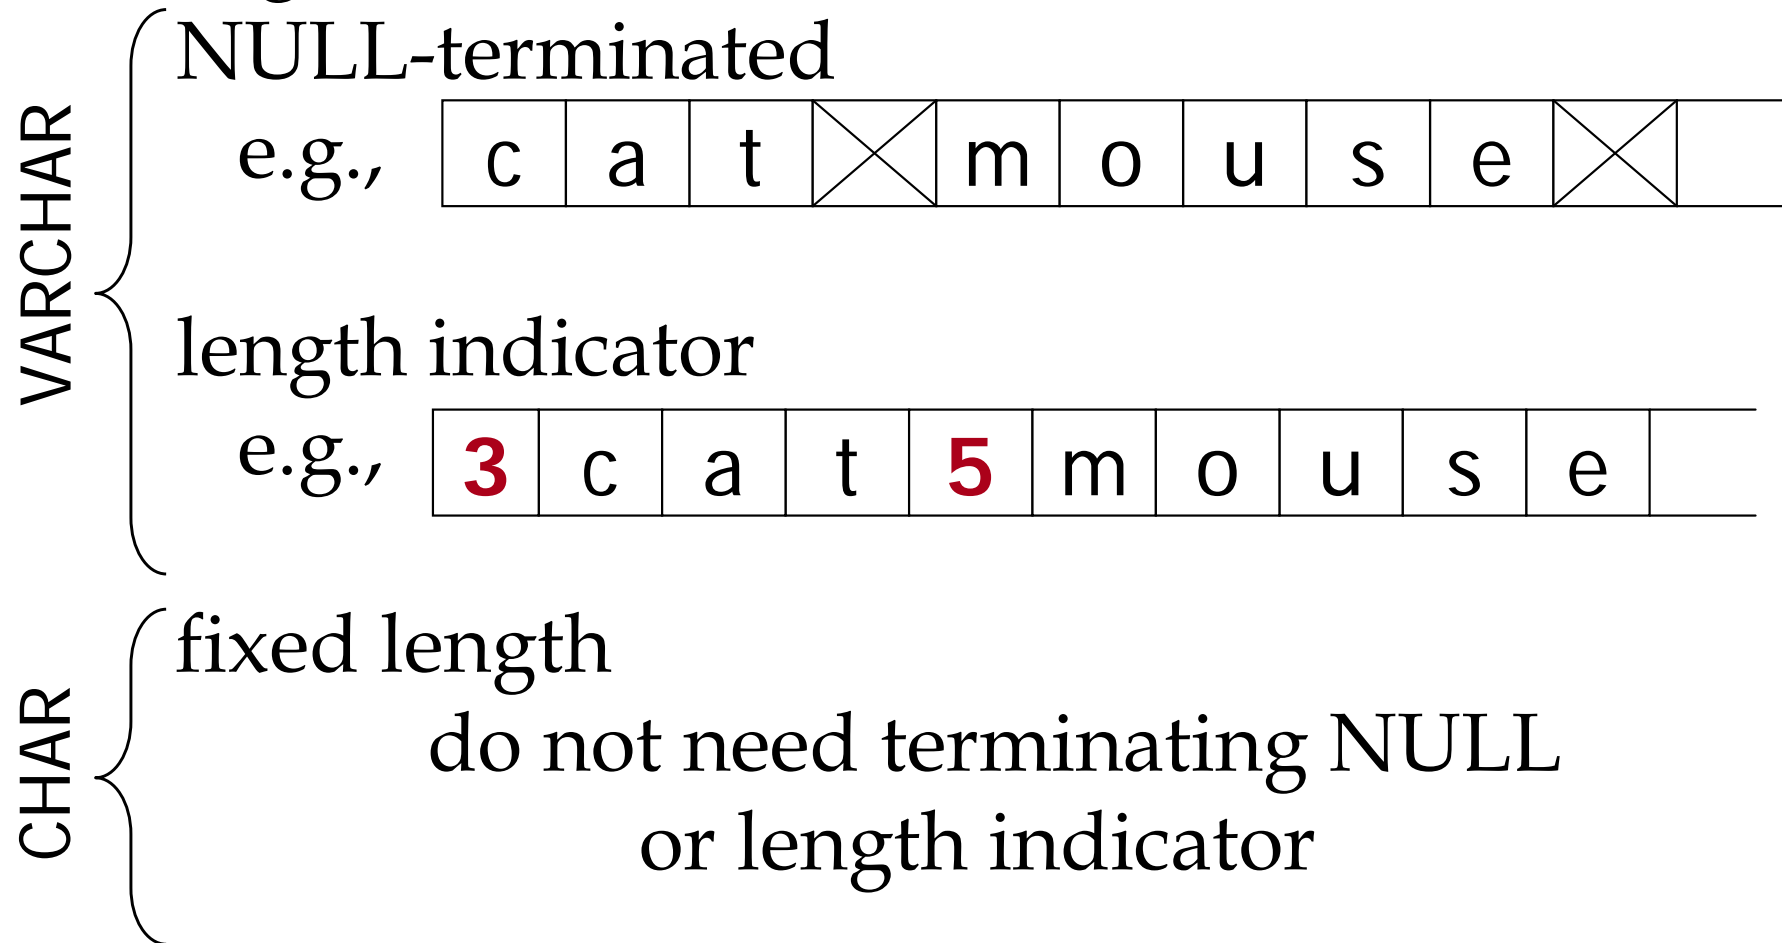 VARCHAR
NULL-terminated
e.g., c a t m o u s e
length indicator
e.g., 3 c a t 5 m o u s e
CHAR
fixed length
do not need terminating NULL
or length indicator